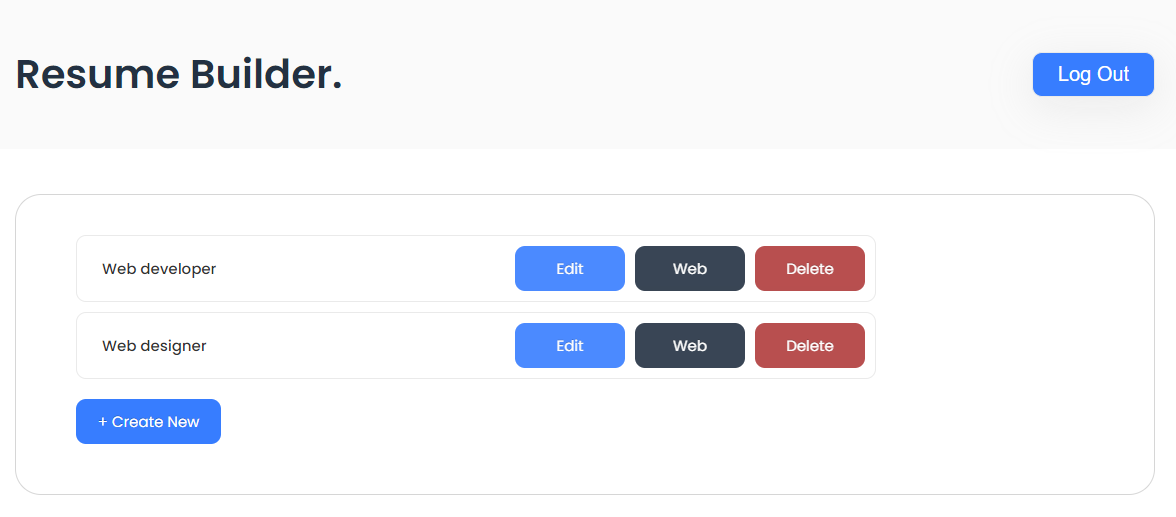 Resume Builder.
Log Out
Web developer Edit Web Delete
Web designer Edit Web Delete
+ Create New